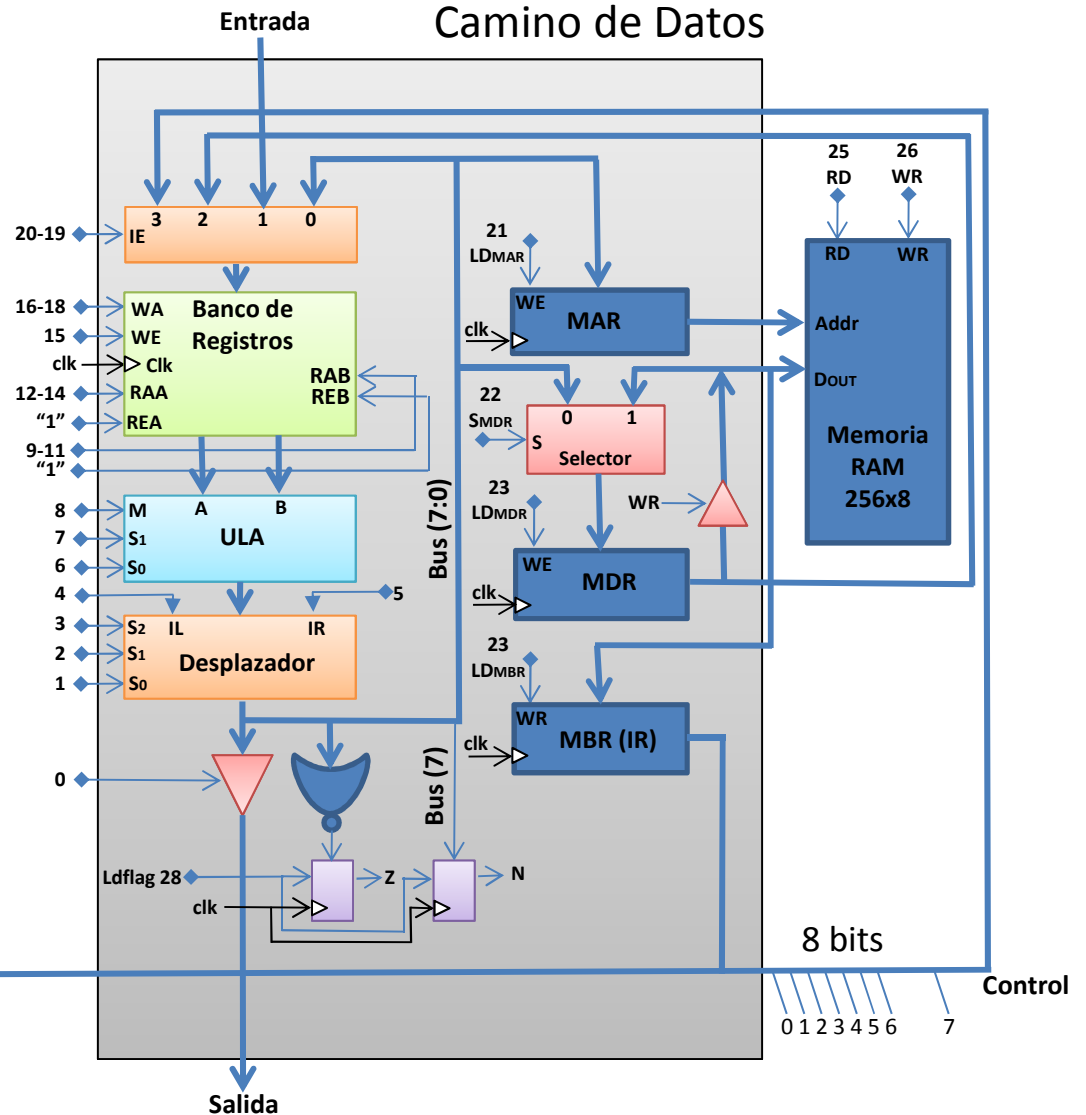 Camino de Datos
Entrada
3 2 1 0
IE
20-19
25
RD
26
WR
RD WR
Addr
DOUT
Memoria
RAM
256x8
21
LDMAR
WE
MAR
clk
16-18
WA
Banco de
Registros
15
WE
clk
Clk
12-14
RAA
RAB
REB
"1"
REA
9-11
"1"
22
SMDR
0 1
S
Selector
23
LDMDR
WR
WE
MDR
clk
8
M
A B
7
S1
ULA
6
S0
Bus (7:0)
4
5
3
S2
IL IR
2
S1
Desplazador
1
S0
23
LDMBR
WR
MBR (IR)
clk
0
Bus (7)
Ldflag 28
Z
N
clk
8 bits
Control
0 1 2 3 4 5 6 7
Salida